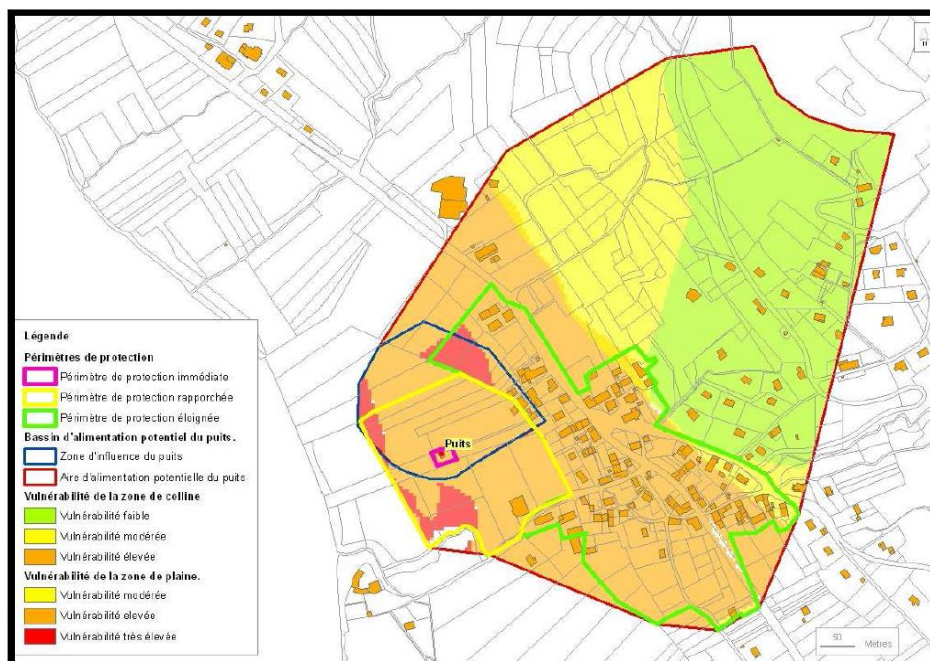 Puits
Légende
Périmètres de protection
Périmètre de protection immédiate
Périmètre de protection rapporchée
Périmètre de protection éloignée
Bassin d'alimentation potentiel du puits.
Zone d'influence du puits
Aire d'alimentation potentielle du puits
Vulnérabilité de la zone de colline
Vulnérabilité faible
Vulnérabilité modérée
Vulnérabilité élevée
Vulnérabilité de la zone de plaine.
Vulnérabilité modérée
Vulnérabilité elevée
Vulnérabilité très élevée
50
Metres